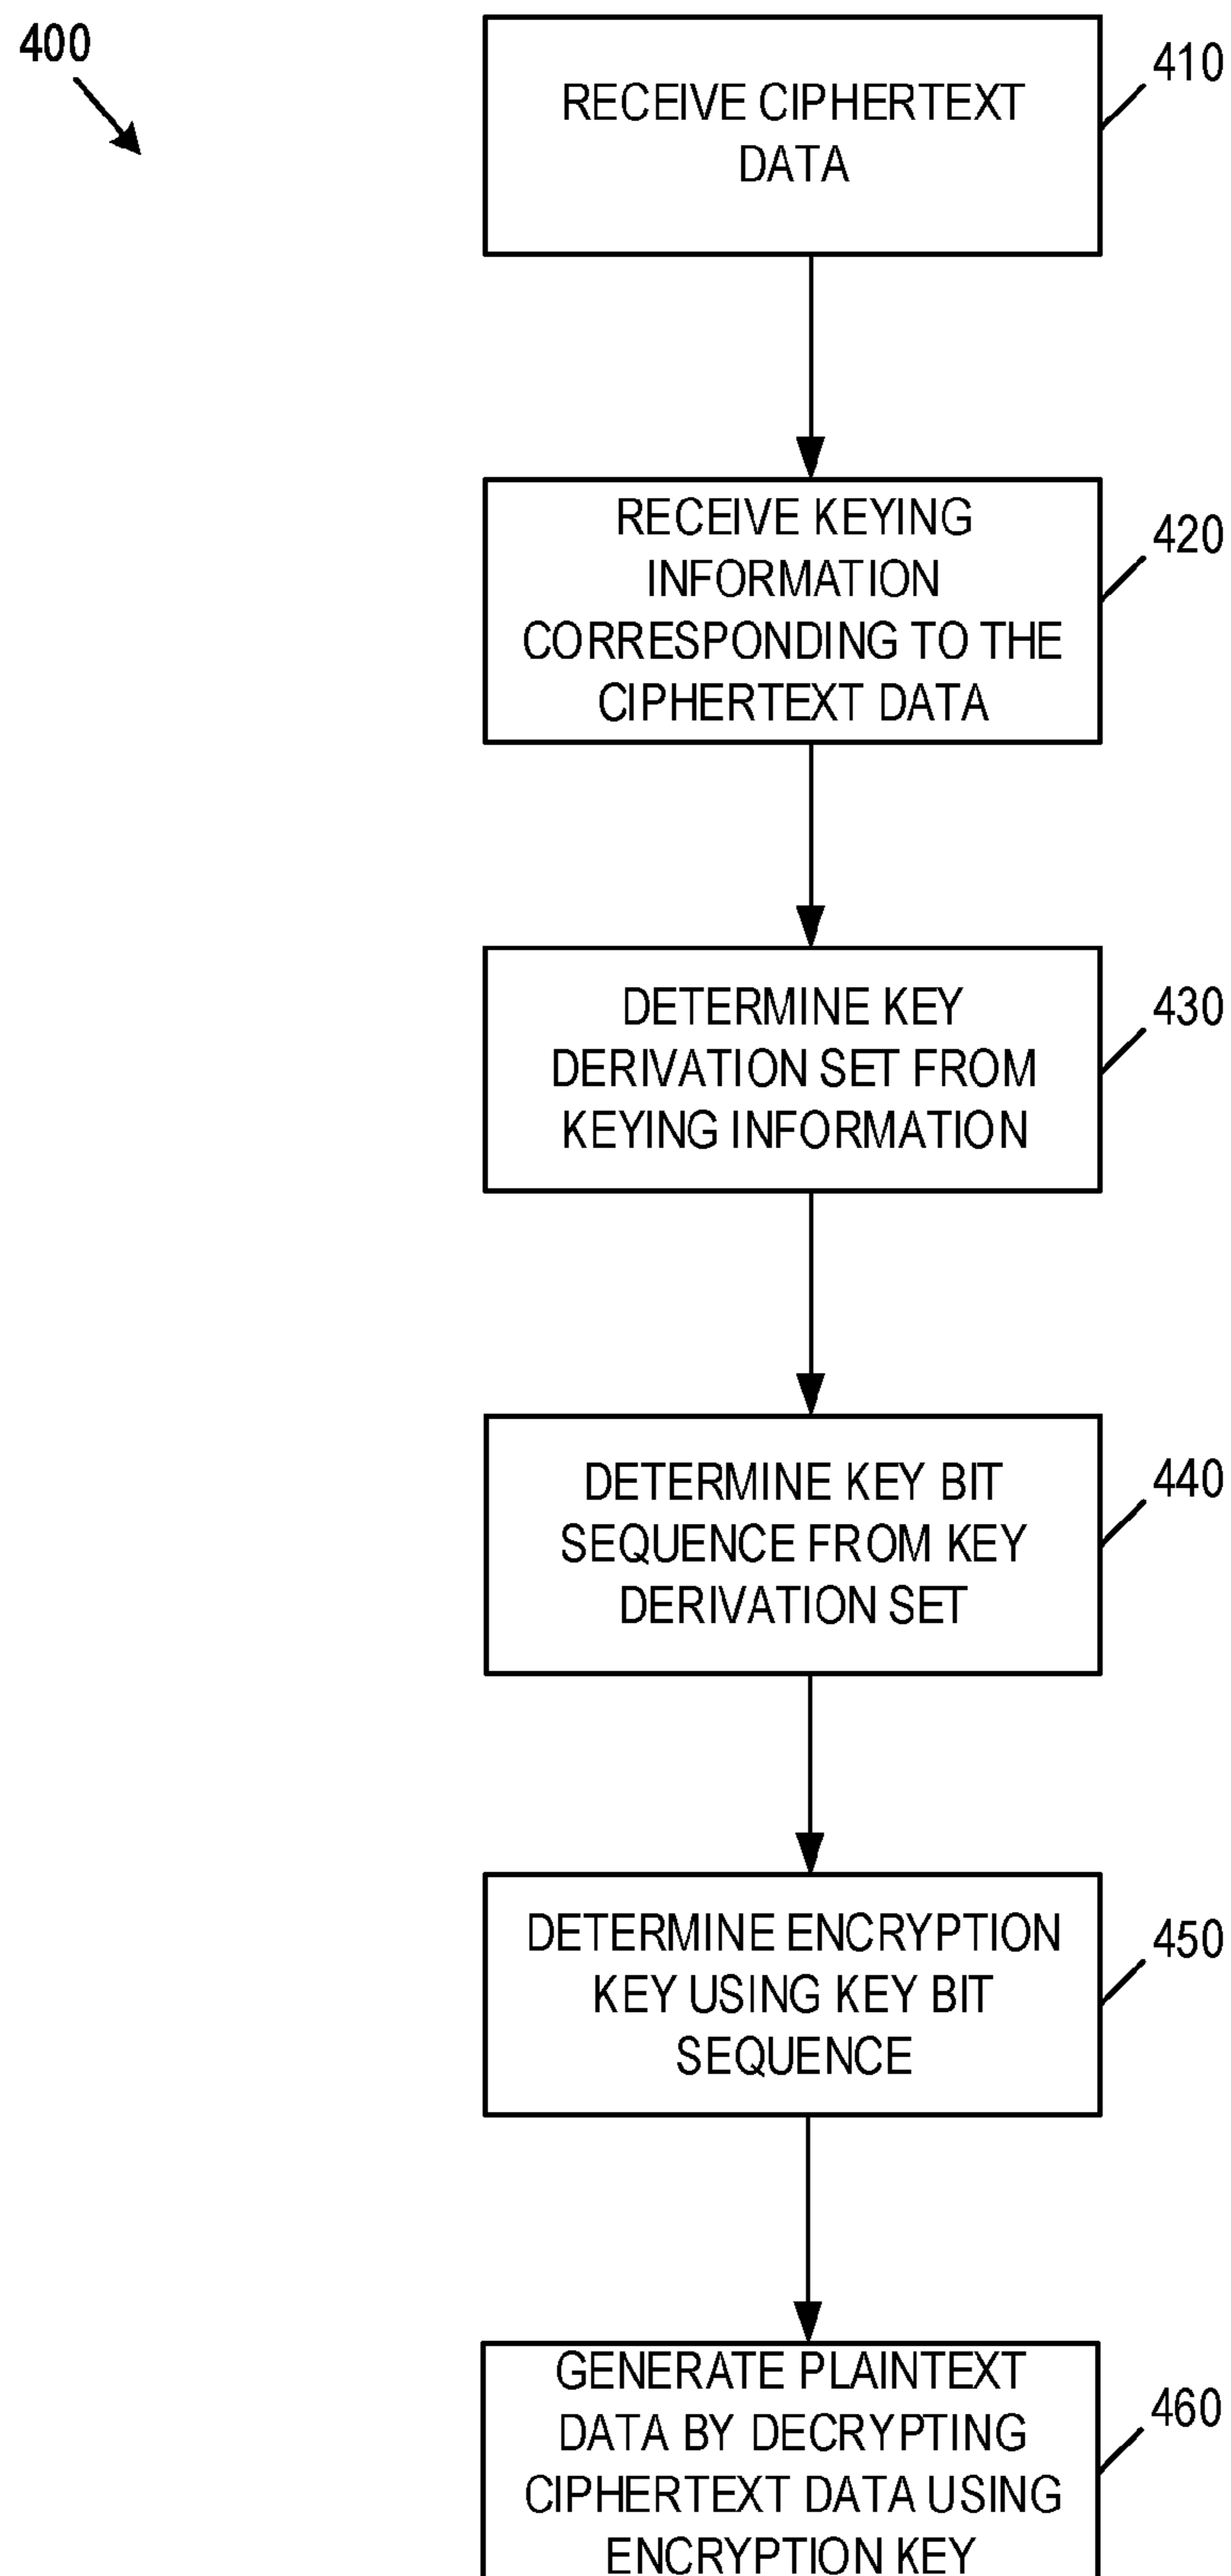 400
RECEIVE CIPHERTEXT
DATA
410
RECEIVE KEYING
INFORMATION
CORRESPONDING TO THE
CIPHERTEXT DATA
420
DETERMINE KEY
DERIVATION SET FROM
KEYING INFORMATION
430
DETERMINE KEY BIT
SEQUENCE FROM KEY
DERIVATION SET
440
DETERMINE ENCRYPTION
KEY USING KEY BIT
SEQUENCE
450
GENERATE PLAINTEXT
DATA BY DECRYPTING
CIPHERTEXT DATA USING
ENCRYPTION KEY
460